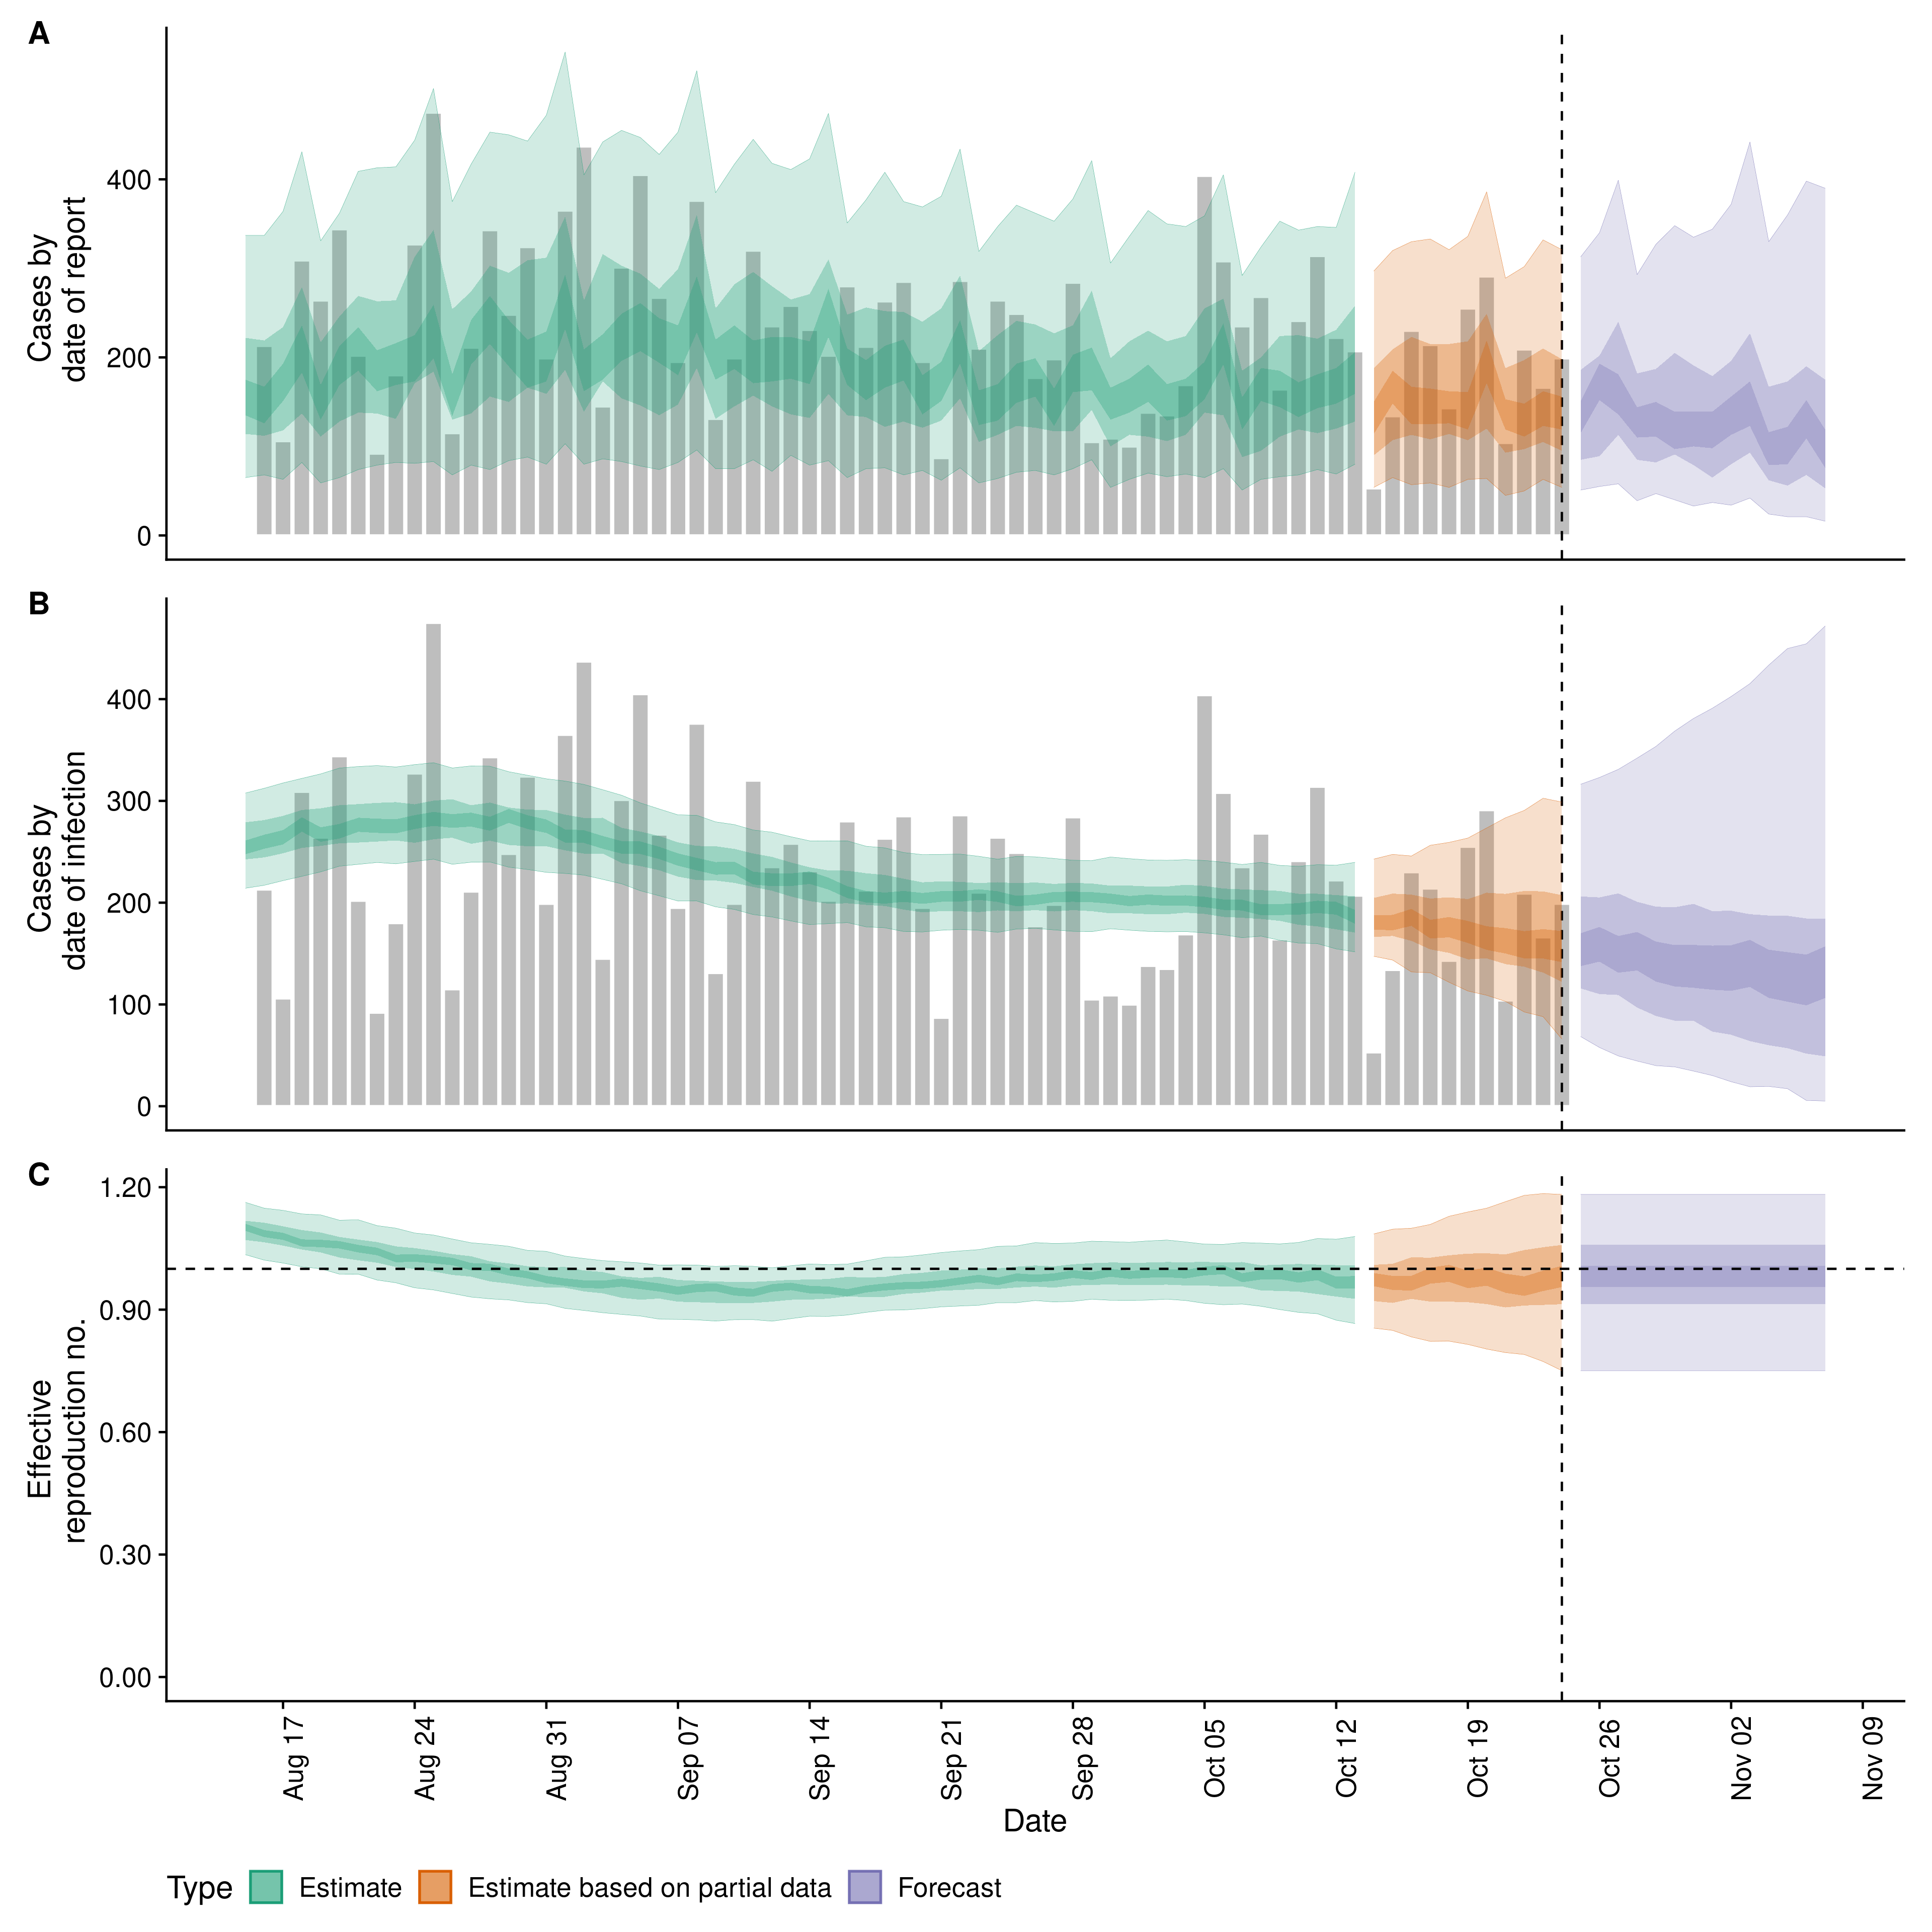 A
Cases by
date of report
400
200
0
B
Cases by
date of infection
400
300
200
100
0
C
Effective
reproduction no.
1.20
0.90
0.60
0.30
0.00
Aug 17
Aug 24
Aug 31
Sep 07
Sep 14
Sep 21
Sep 28
Oct 05
Oct 12
Oct 19
Oct 26
Nov 02
Nov 09
Date
Type Estimate Estimate based on partial data Forecast